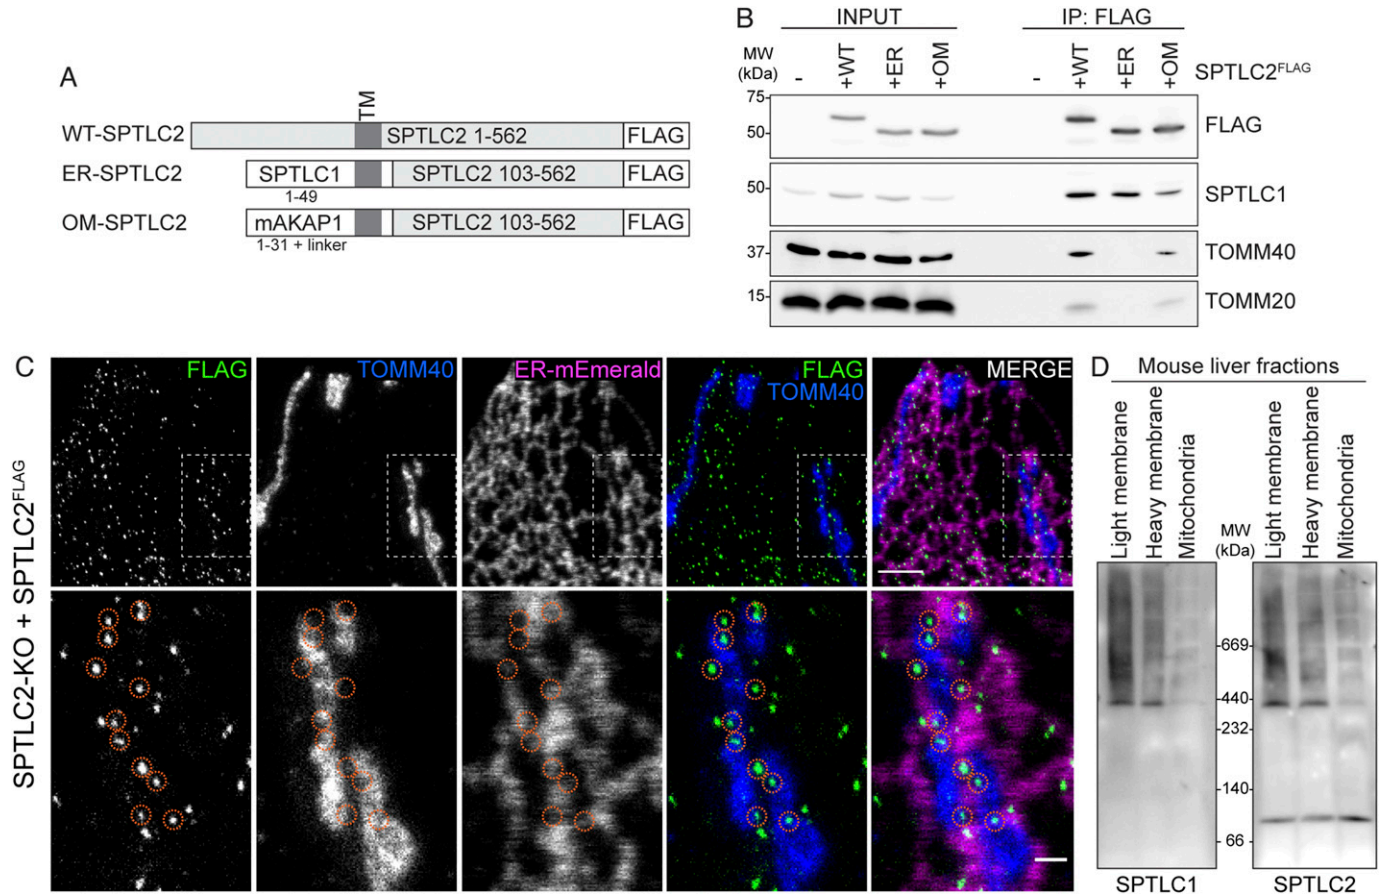 A
TM
WT-SPTLC2
SPTLC2 1-562
FLAG
ER-SPTLC2
SPTLC1
SPTLC2 103-562
FLAG
1-49
OM-SPTLC2
mAKAP1
SPTLC2 103-562
FLAG
1-31 + linker
B
INPUT
IP: FLAG
MW
(kDa)
-
+WT
+ER
+OM
-
+WT
+ER
+OM
SPTLC2FLAG
75-
50-
FLAG
50-
SPTLC1
37-
TOMM40
15-
TOMM20
C
SPTLC2-KO + SPTLC2FLAG
FLAG
TOMM40
ER-mEmerald
FLAG
TOMM40
MERGE
D
Mouse liver fractions
Light membrane
Heavy membrane
Mitochondria
MW
(kDa)
Light membrane
Heavy membrane
Mitochondria
-669-
-440-
-232-
-140-
- 66 -
SPTLC1
SPTLC2